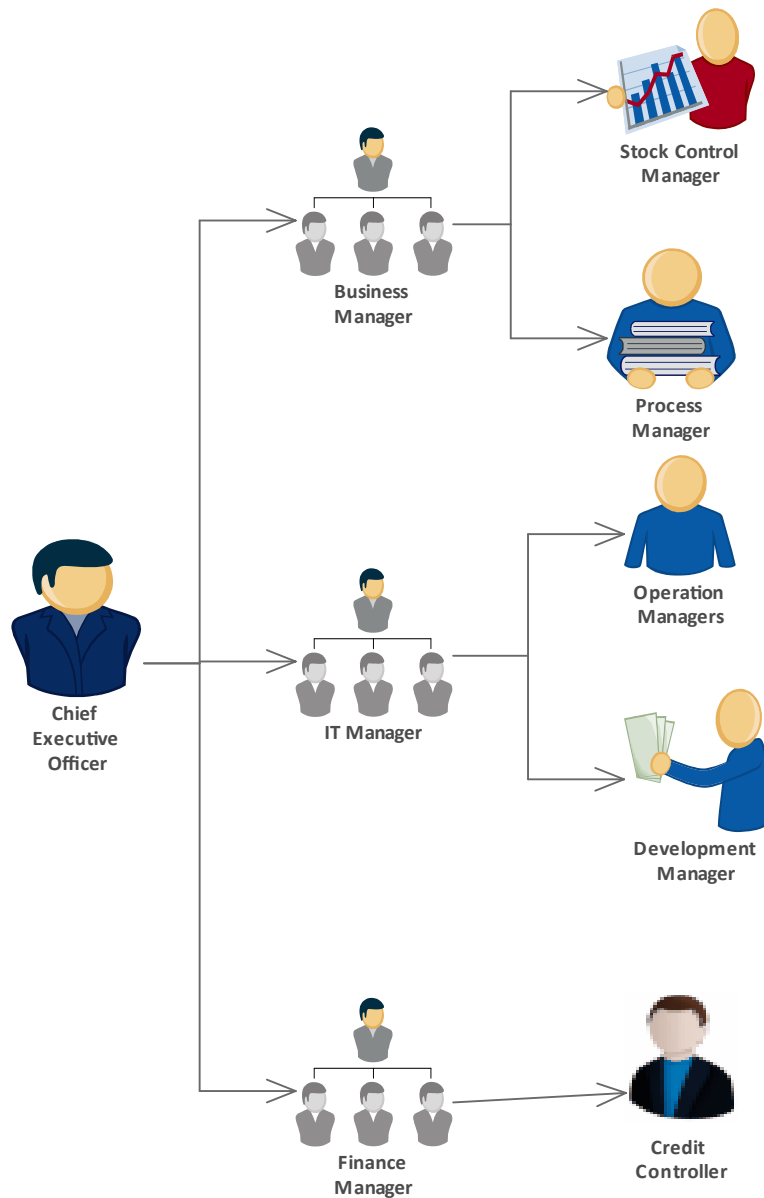 Stock Control
Manager
Business
Manager
Process
Manager
Operation
Managers
Chief
Executive
Officer
IT Manager
Development
Manager
Finance
Manager
Credit
Controller